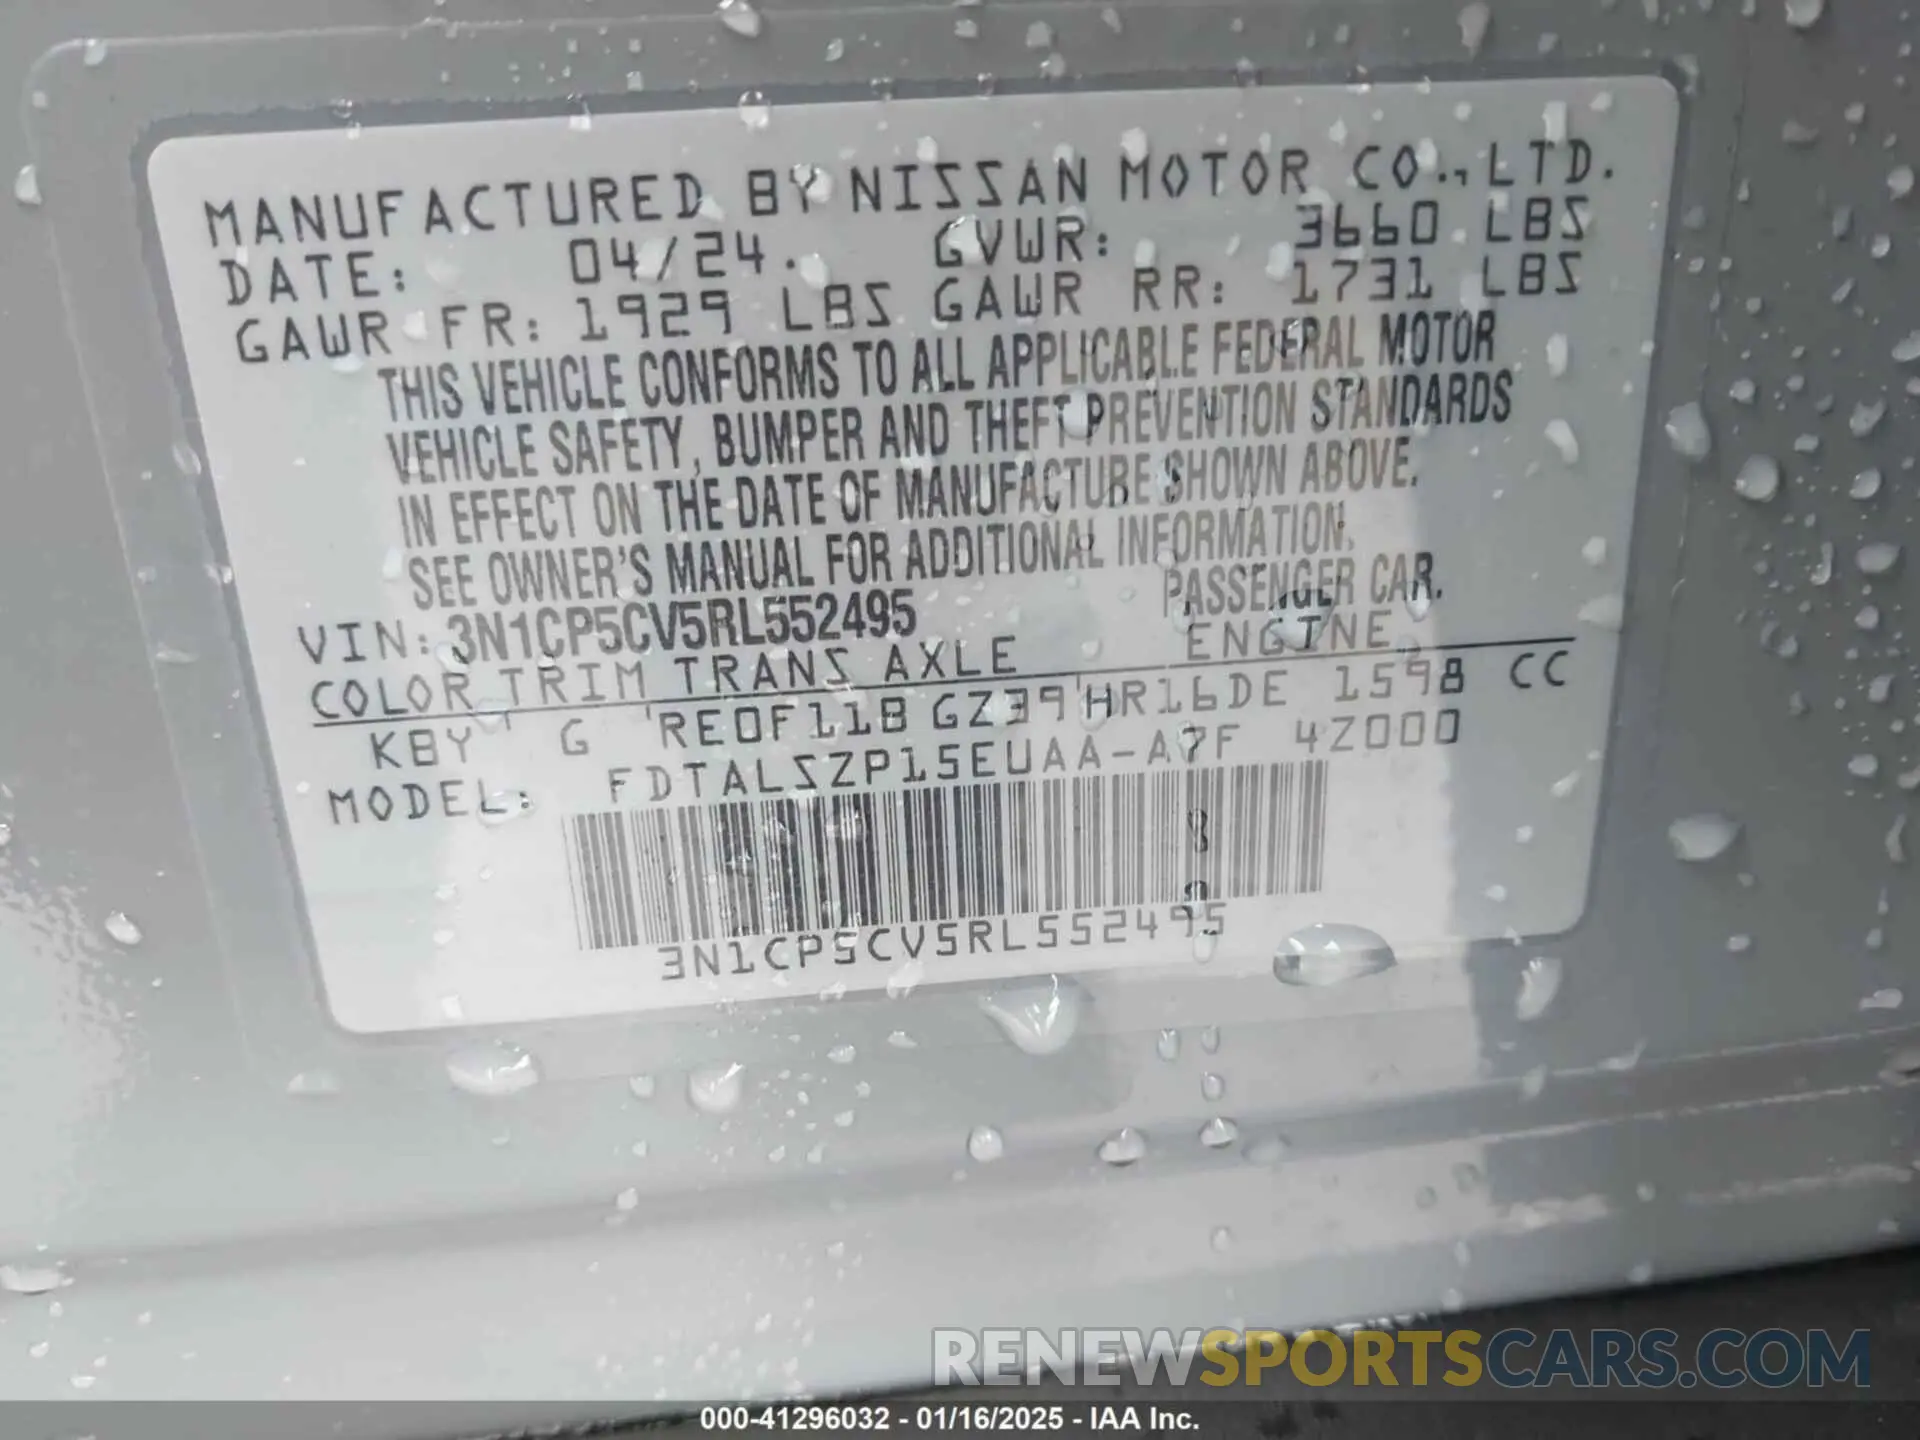 MANUFACTURED BY NISSAN MOTOR CO., LTD.
DATE: 04/24. GVWR: 3660 LBS
GAWR FR: 1929 LBS GAWR RR: 1731 LBS
THIS VEHICLE CONFORMS TO ALL APPLICABLE FEDERAL MOTOR
VEHICLE SAFETY, BUMPER AND THEFT PREVENTION STANDARDS
IN EFFECT ON THE DATE OF MANUFACTURE SHOWN ABOVE.
SEE OWNER'S MANUAL FOR ADDITIONAL INFORMATION.
PASSENGER CAR.
VIN: 3N1CP5CV5RL552495
COLOR TRIM TRANS AXLE ENGINE
KBY G RE0F11B GZ39 HR16DE 1598 CC
MODEL: FDTALSZP15EUAA-A7F 4Z000
3N1CP5CV5RL552495
RENEWSPORTSCARS.COM
000-41296032 - 01/16/2025 - IAA Inc.